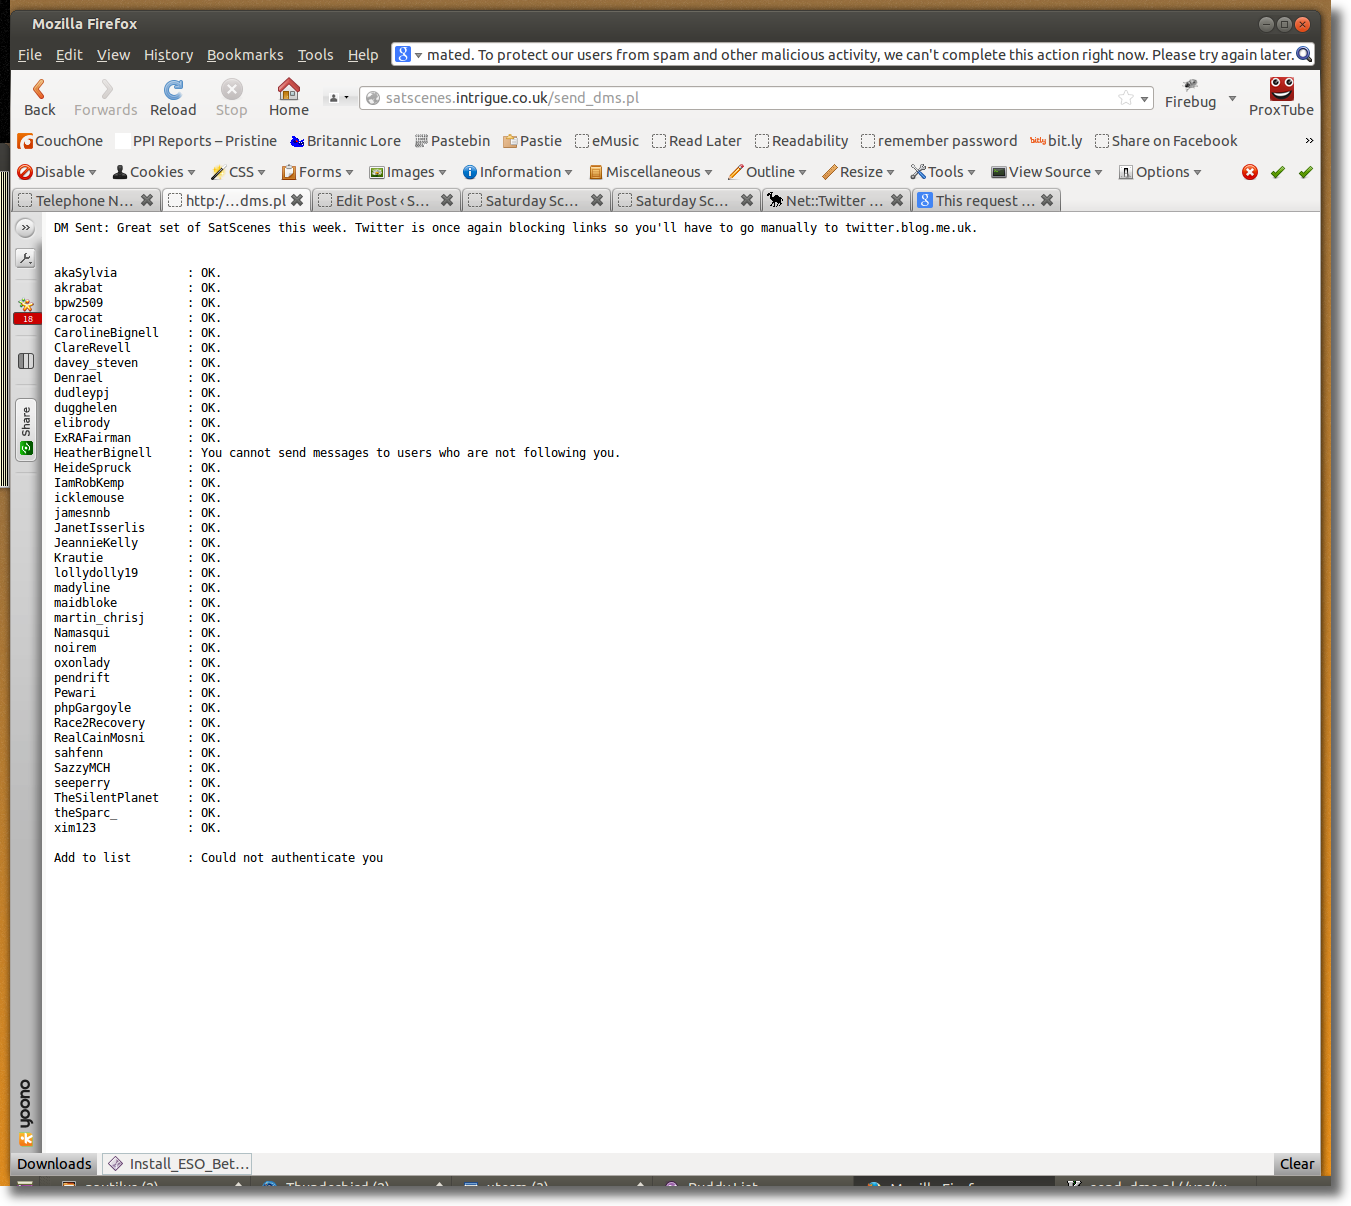 Mozilla Firefox
File Edit View History Bookmarks Tools Help mated. To protect our users from spam and other malicious activity, we can't complete this action right now. Please try again later.
Back Forwards Reload Stop Home satscenes.intrigue.co.uk/send_dms.pl Firebug ProxTube
CouchOne PPI Reports – Pristine Britannic Lore Pastebin Pastie eMusic Read Later Readability remember password bitly bit.ly Share on Facebook »
Disable Cookies CSS Forms Images Information Miscellaneous Outline Resize Tools View Source Options
Telephone N... http:/...dms.pl Edit Post ‹ S... Saturday Sc... Saturday Sc... Net::Twitter ... This request ...
DM Sent: Great set of SatScenes this week. Twitter is once again blocking links so you'll have to go manually to twitter.blog.me.uk.
akaSylvia : OK.
akrabat : OK.
bpw2509 : OK.
carocat : OK.
CarolineBignell : OK.
ClareRevell : OK.
davey_steven : OK.
Denrael : OK.
dudleypj : OK.
dugghelen : OK.
elibrody : OK.
ExRAFairman : OK.
HeatherBignell : You cannot send messages to users who are not following you.
HeideSpruck : OK.
IamRobKemp : OK.
icklemouse : OK.
jamesnnb : OK.
JanetIsserlis : OK.
JeannieKelly : OK.
Krautie : OK.
lollydolly19 : OK.
madyline : OK.
maidbloke : OK.
martin_chrisj : OK.
Namasqui : OK.
noirem : OK.
oxonlady : OK.
pendrift : OK.
Pewari : OK.
phpGargoyle : OK.
Race2Recovery : OK.
RealCainMosni : OK.
sahfenn : OK.
SazzyMCH : OK.
seeperry : OK.
TheSilentPlanet : OK.
theSparc_ : OK.
xim123 : OK.
Add to list : Could not authenticate you
18
Share
yoono
Downloads Install_ESO_Bet... Clear
nautilus (2) Thunderbird (2) xterm (3) Buddy List Mozilla Firefox